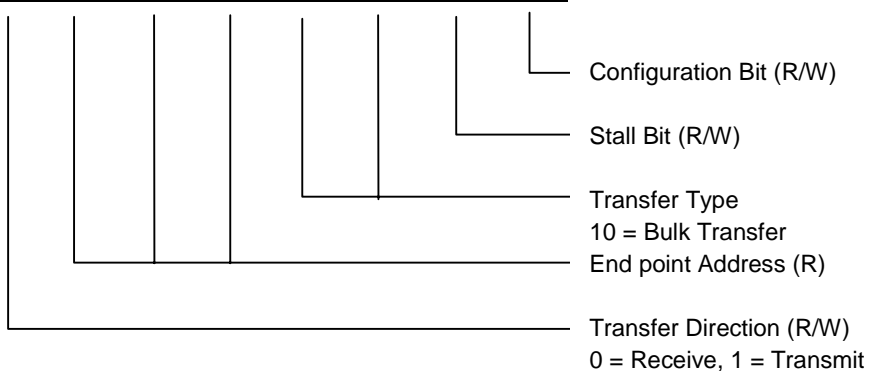 Configuration Bit (R/W)
Stall Bit (R/W)
Transfer Type
10 = Bulk Transfer
End point Address (R)
Transfer Direction (R/W)
0 = Receive, 1 = Transmit